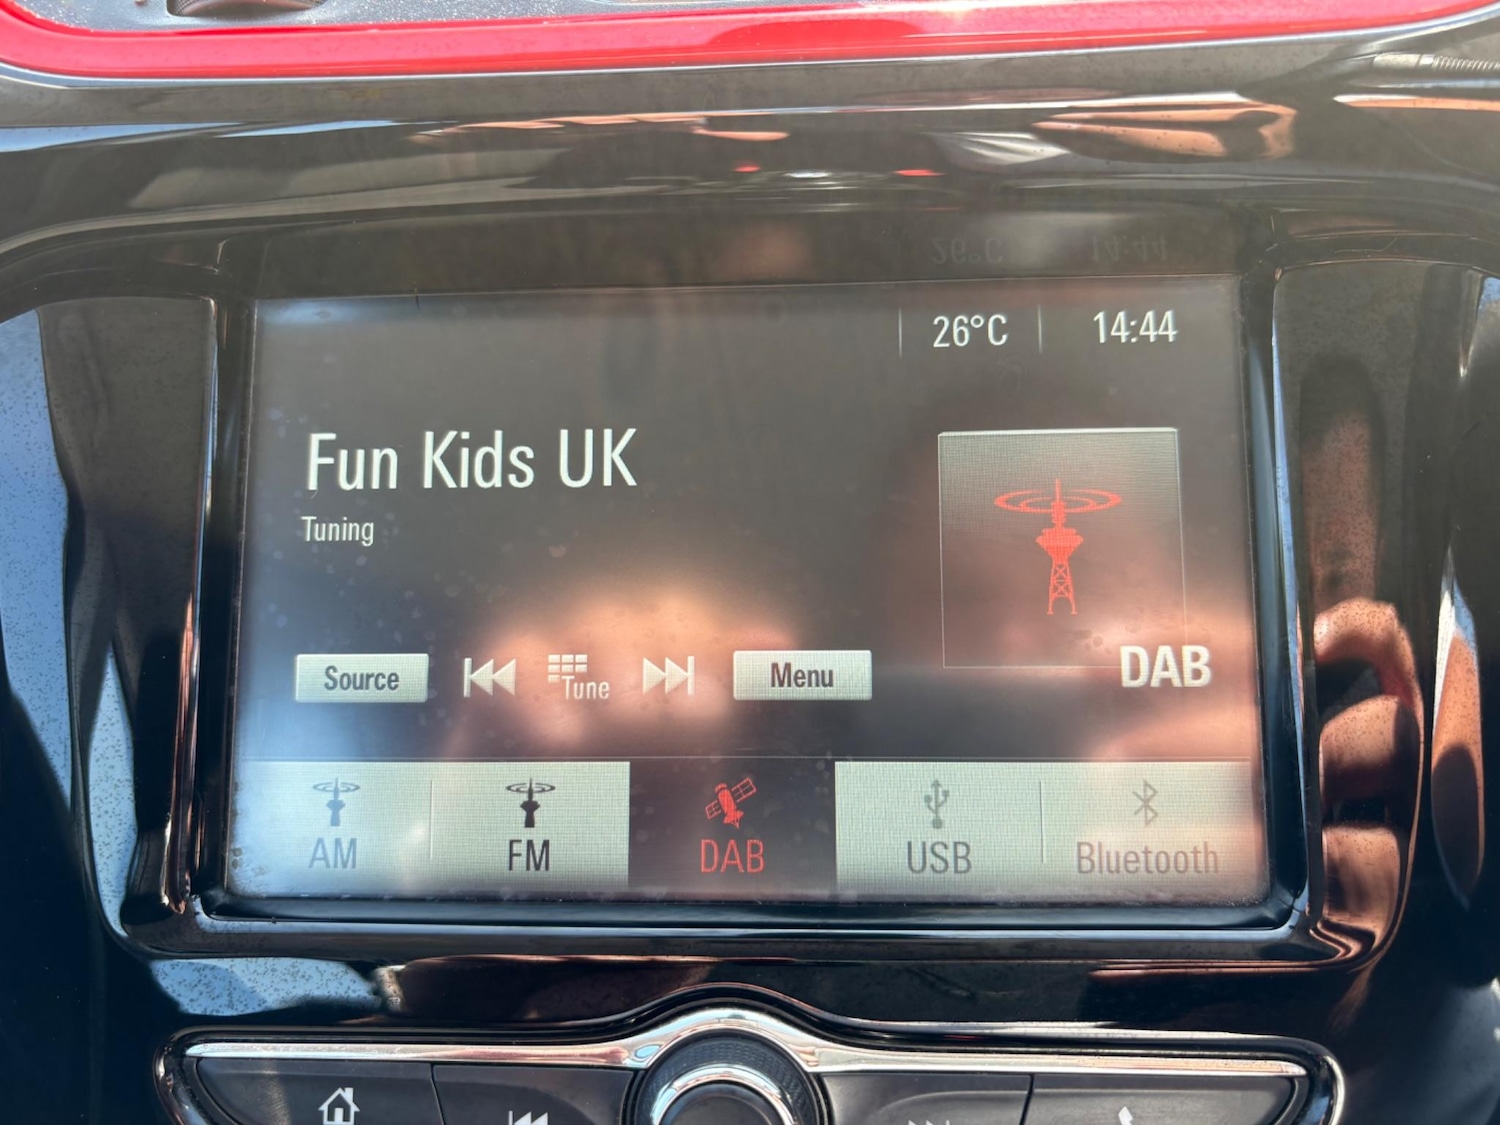 26°C 14:44
Fun Kids UK
Tuning
Source Tune Menu
DAB
AM FM DAB USB Bluetooth